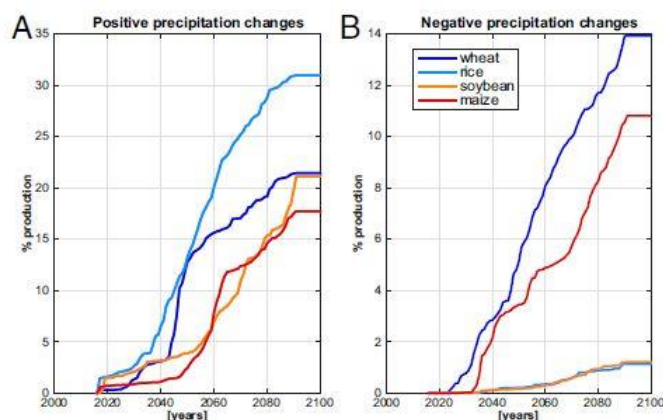 A
Positive precipitation changes
35
30
25
20
15
10
5
0
% production
2000
2020
2040
2060
2080
2100
[years]
B
Negative precipitation changes
14
12
10
8
6
4
2
0
% production
wheat
rice
soybean
maize
2000
2020
2040
2060
2080
2100
[years]